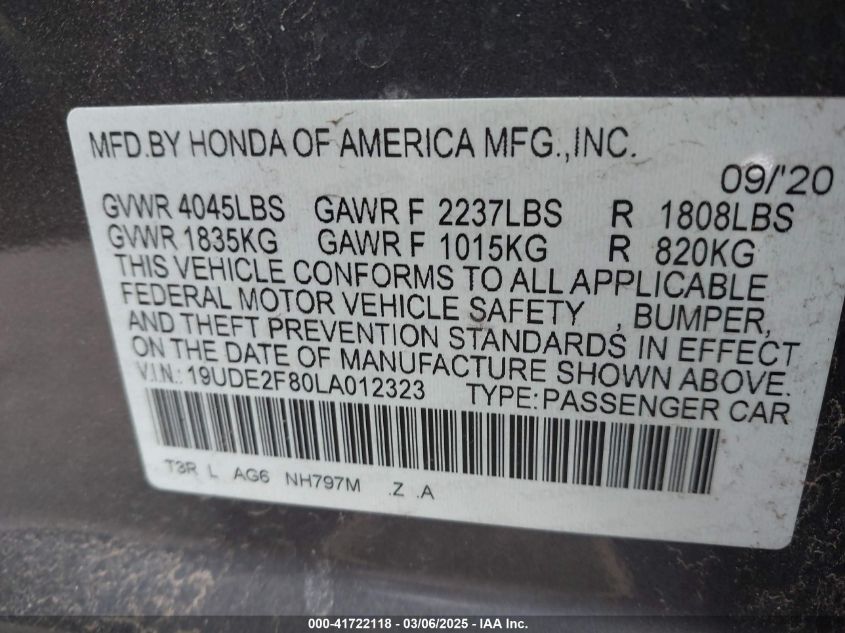 MFD.BY HONDA OF AMERICA MFG.,INC.
09/'20
GVWR 4045LBS GAWR F 2237LBS R 1808LBS
GVWR 1835KG GAWR F 1015KG R 820KG
THIS VEHICLE CONFORMS TO ALL APPLICABLE
FEDERAL MOTOR VEHICLE SAFETY , BUMPER,
AND THEFT PREVENTION STANDARDS IN EFFECT
ON THE DATE OF MANUFACTURE SHOWN ABOVE.
V.I.N.: 19UDE2F80LA012323 TYPE:PASSENGER CAR
T3R L AG6 NH797M .Z .A
000-41722118 - 03/06/2025 - IAA Inc.